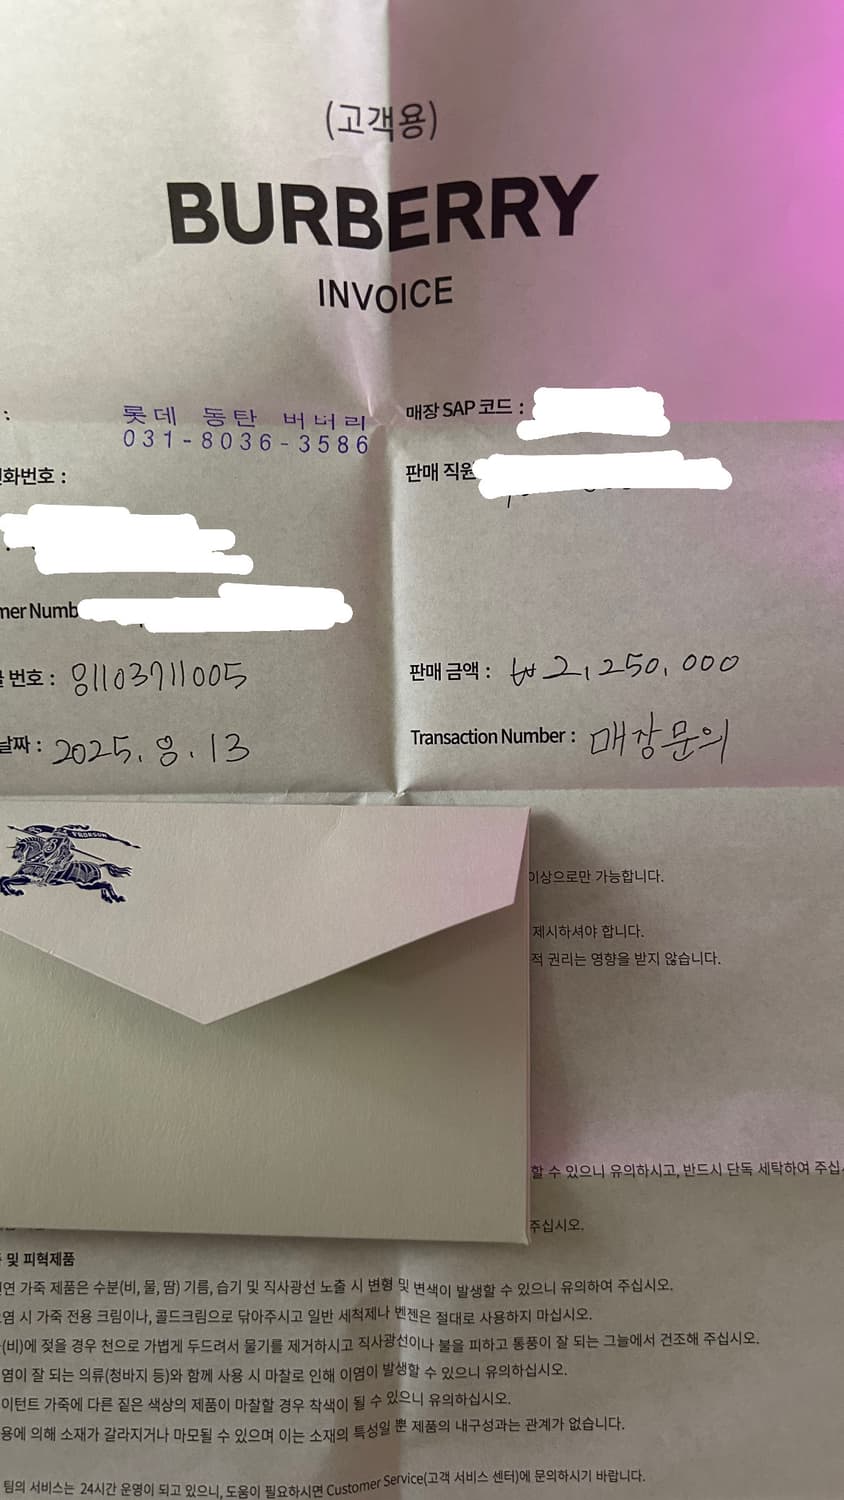 (고객용)
BURBERRY
INVOICE
: 롯데 동탄 버버리
031-8036-3586
매장 SAP 코드 :
화번호 :
판매 직원
mer Numb
번호 : 81103711005
판매 금액 : ₩2,250,000
날짜 : 2025. 8. 13
Transaction Number : 매장문의
PRORSUM
이상으로만 가능합니다.
제시하셔야 합니다.
적 권리는 영향을 받지 않습니다.
할 수 있으니 유의하시고, 반드시 단독 세탁하여 주십
주십시오.
및 피혁제품
연 가죽 제품은 수분(비, 물, 땀) 기름, 습기 및 직사광선 노출 시 변형 및 변색이 발생할 수 있으니 유의하여 주십시오.
염 시 가죽 전용 크림이나, 콜드크림으로 닦아주시고 일반 세척제나 벤젠은 절대로 사용하지 마십시오.
(비)에 젖을 경우 천으로 가볍게 두드려서 물기를 제거하시고 직사광선이나 불을 피하고 통풍이 잘 되는 그늘에서 건조해 주십시오.
염이 잘 되는 의류(청바지 등)와 함께 사용 시 마찰로 인해 이염이 발생할 수 있으니 유의하십시오.
이턴트 가죽에 다른 짙은 색상의 제품이 마찰할 경우 착색이 될 수 있으니 유의하십시오.
용에 의해 소재가 갈라지거나 마모될 수 있으며 이는 소재의 특성일 뿐 제품의 내구성과는 관계가 없습니다.
팀의 서비스는 24시간 운영이 되고 있으니, 도움이 필요하시면 Customer Service(고객 서비스 센터)에 문의하시기 바랍니다.